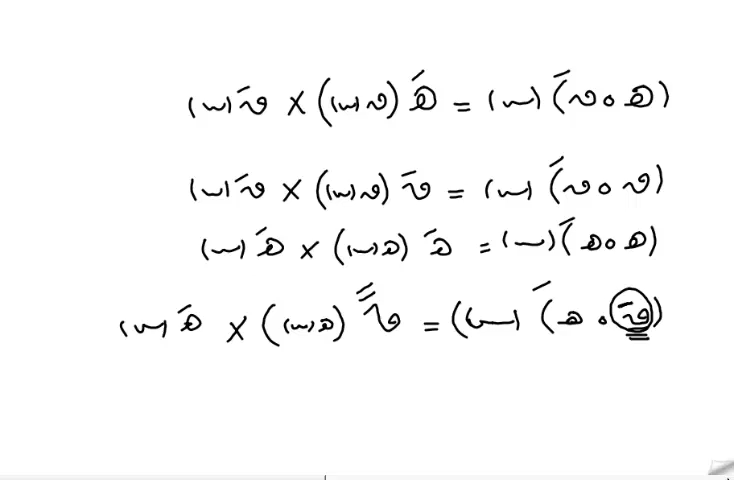 (هـ ∘ ق)′(س) = هـ′(ق(س)) × ق′(س)
(ق ∘ ق)′(س) = ق′(ق(س)) × ق′(س)
(هـ ∘ هـ)′(س) = هـ′(هـ(س)) × هـ′(س)
(ق′ ∘ هـ)′(س) = ق″(هـ(س)) × هـ′(س)